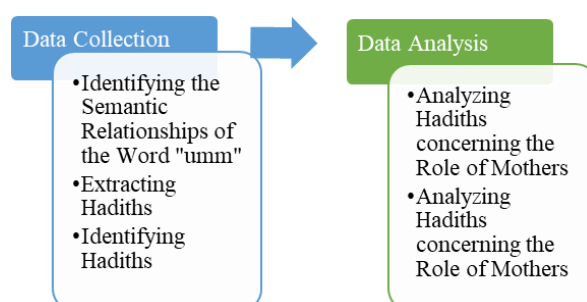 Data Collection
•Identifying the
Semantic
Relationships of
the Word "umm"
•Extracting
Hadiths
•Identifying
Hadiths
Data Analysis
•Analyzing
Hadiths
concerning the
Role of Mothers
•Analyzing
Hadiths
concerning the
Role of Mothers